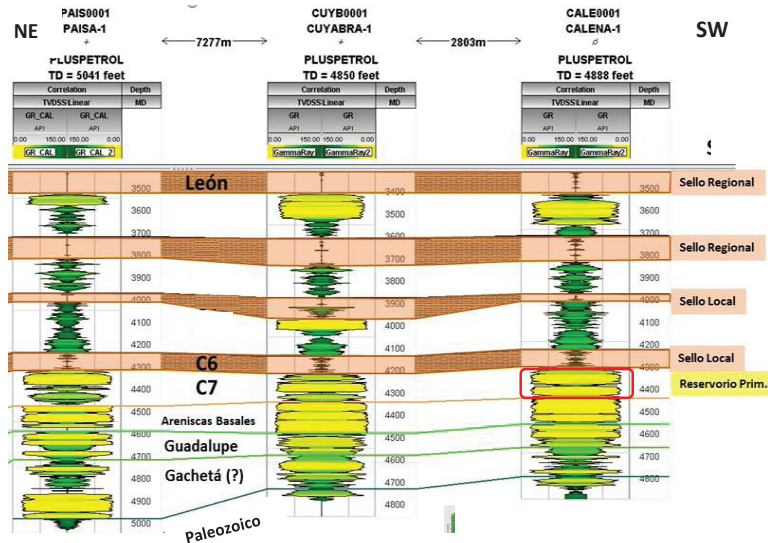 NE
PAIS0001
PAISA-1
7277m
CUYB0001
CUYABRA-1
2803m
CALE0001
CALENA-1
SW
PLUSPETROL
TD = 5041 feet
PLUSPETROL
TD = 4850 feet
PLUSPETROL
TD = 4888 feet
Correlation Depth
TVDSS\Linear MD
GR_CAL GR_CAL
API API
0.00 150.00 150.00 0.00
GR_CAL GR_CAL_2
Correlation Depth
TVDSS\Linear MD
GR GR
API API
0.00 150.00 150.00 0.00
GammaRay GammaRay2
Correlation Depth
TVDSS\Linear MD
GR GR
API API
0.00 150.00 150.00 0.00
GammaRay GammaRay2
3500
3600
3700
3800
3900
4000
4100
4200
4300
4400
4500
4600
4700
4800
4900
5000
León
C6
C7
Areniscas Basales
Guadalupe
Gachetá (?)
Paleozoico
3400
3500
3600
3700
3800
3900
4000
4100
4200
4300
4400
4500
4600
4700
4800
3500
3600
3700
3800
3900
4000
4100
4200
4300
4400
4500
4600
4700
4800
Sello Regional
Sello Regional
Sello Local
Sello Local
Reservorio Prim.